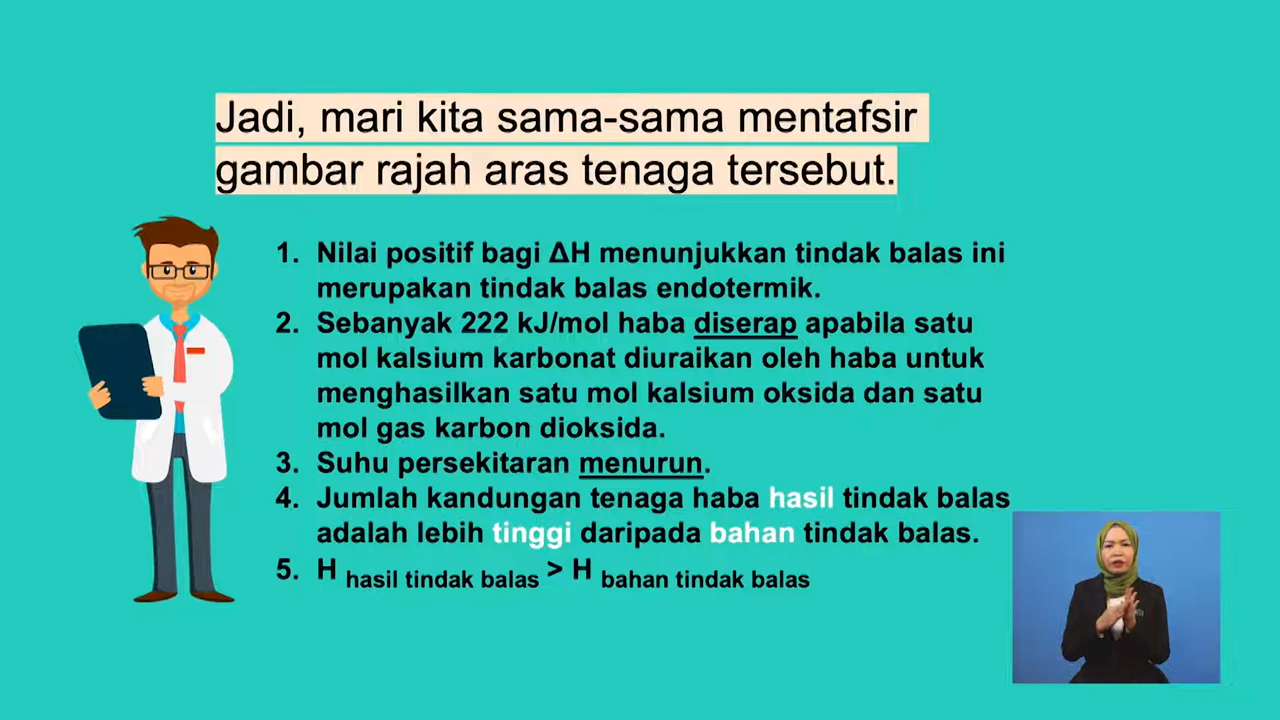 Jadi, mari kita sama-sama mentafsir
gambar rajah aras tenaga tersebut.
1. Nilai positif bagi ΔH menunjukkan tindak balas ini
merupakan tindak balas endotermik.
2. Sebanyak 222 kJ/mol haba diserap apabila satu
mol kalsium karbonat diuraikan oleh haba untuk
menghasilkan satu mol kalsium oksida dan satu
mol gas karbon dioksida.
3. Suhu persekitaran menurun.
4. Jumlah kandungan tenaga haba hasil tindak balas
adalah lebih tinggi daripada bahan tindak balas.
5. H hasil tindak balas > H bahan tindak balas